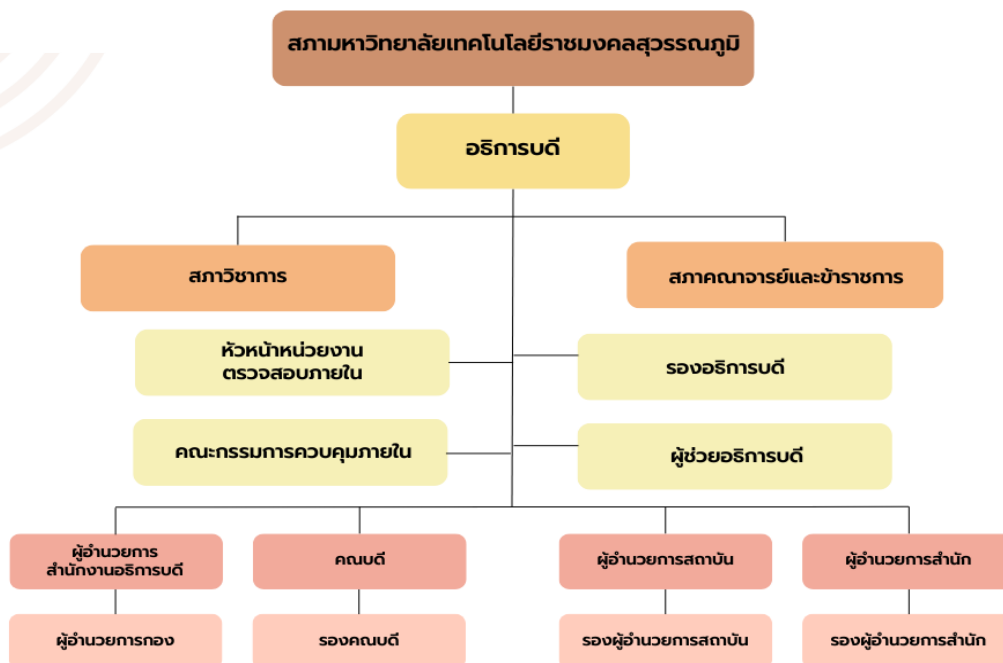 สภามหาวิทยาลัยเทคโนโลยีราชมงคลสุวรรณภูมิ
อธิการบดี
สภาวิชาการ
สภาคณาจารย์และข้าราชการ
หัวหน้าหน่วยงาน
ตรวจสอบภายใน
รองอธิการบดี
คณะกรรมการควบคุมภายใน
ผู้ช่วยอธิการบดี
ผู้อำนวยการ
สำนักงานอธิการบดี
คณบดี
ผู้อำนวยการสถาบัน
ผู้อำนวยการสำนัก
ผู้อำนวยการกอง
รองคณบดี
รองผู้อำนวยการสถาบัน
รองผู้อำนวยการสำนัก